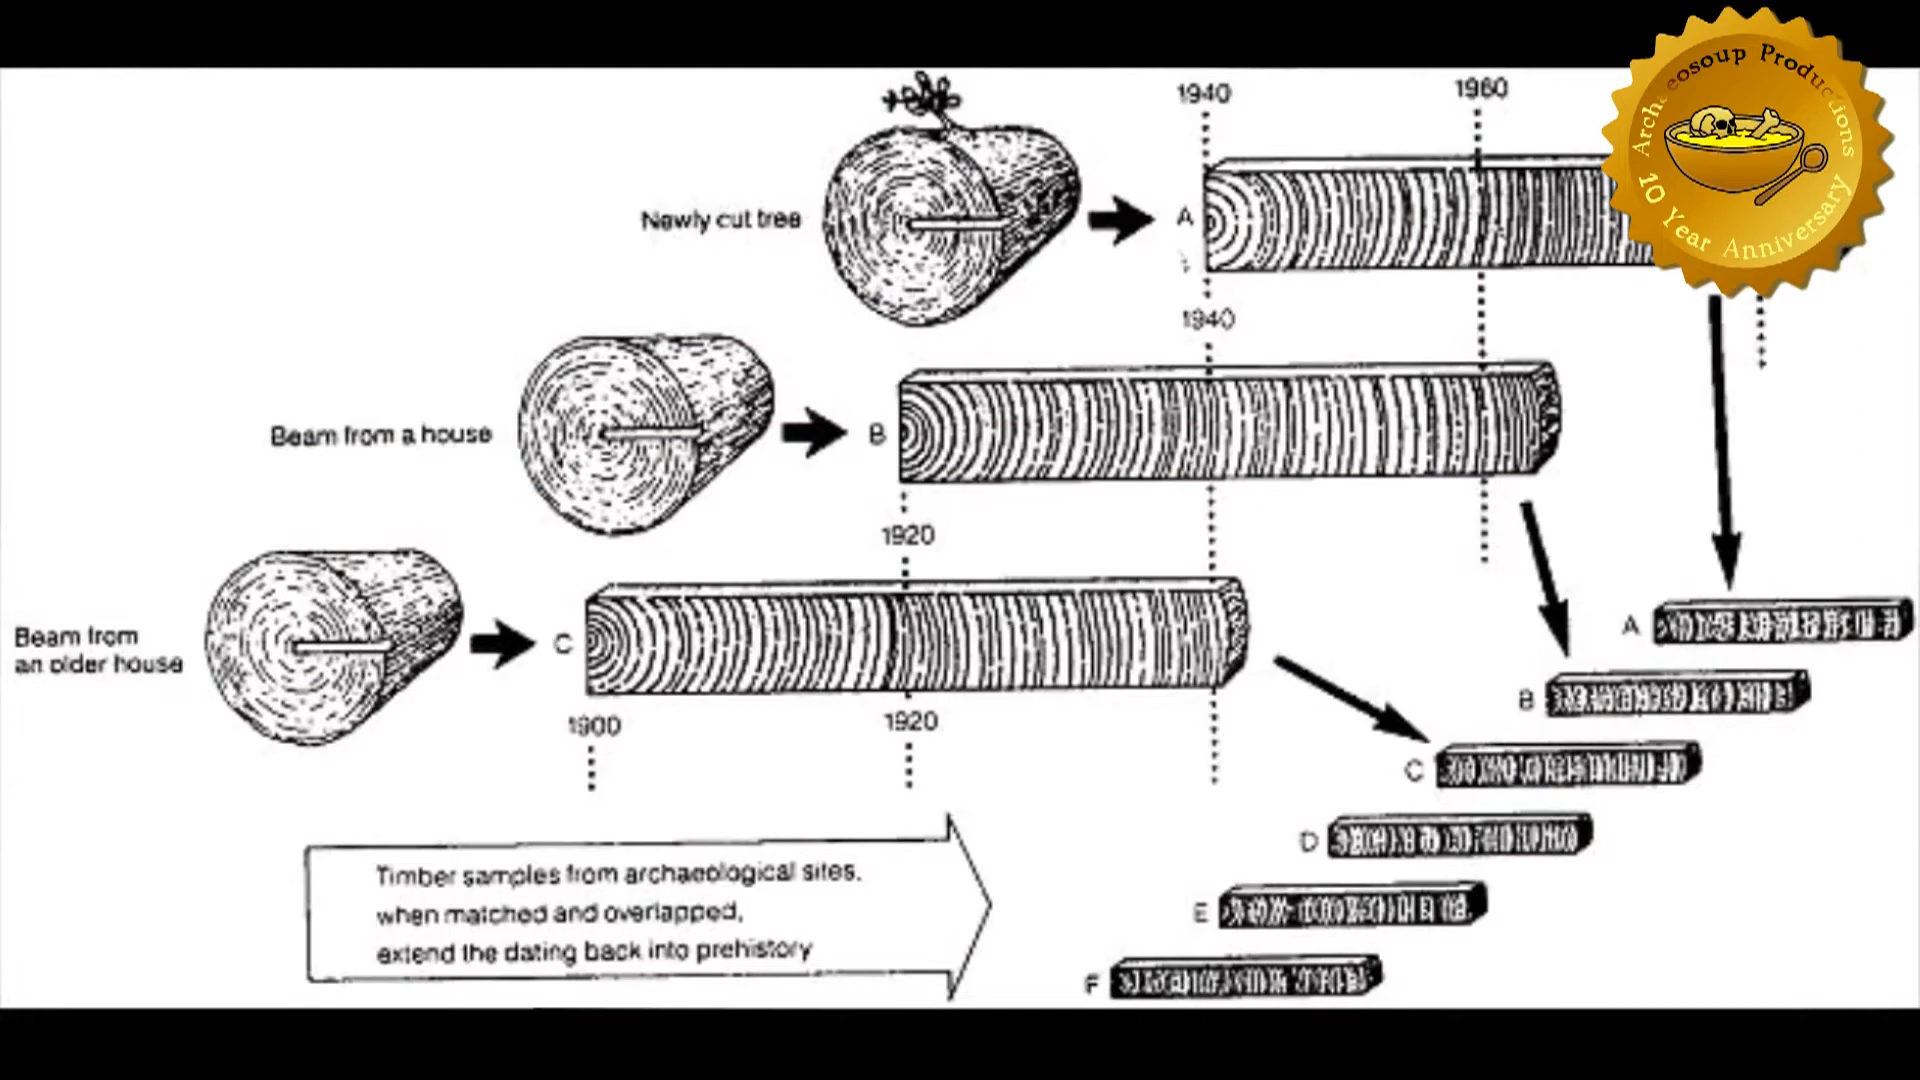 1940
1960
Archaeosoup Productions
10 Year Anniversary
Newly cut tree
A
1940
Beam from a house
B
1920
Beam from
an older house
C
A
B
1900
1920
C
D
Timber samples from archaeological sites,
when matched and overlapped,
extend the dating back into prehistory
E
F